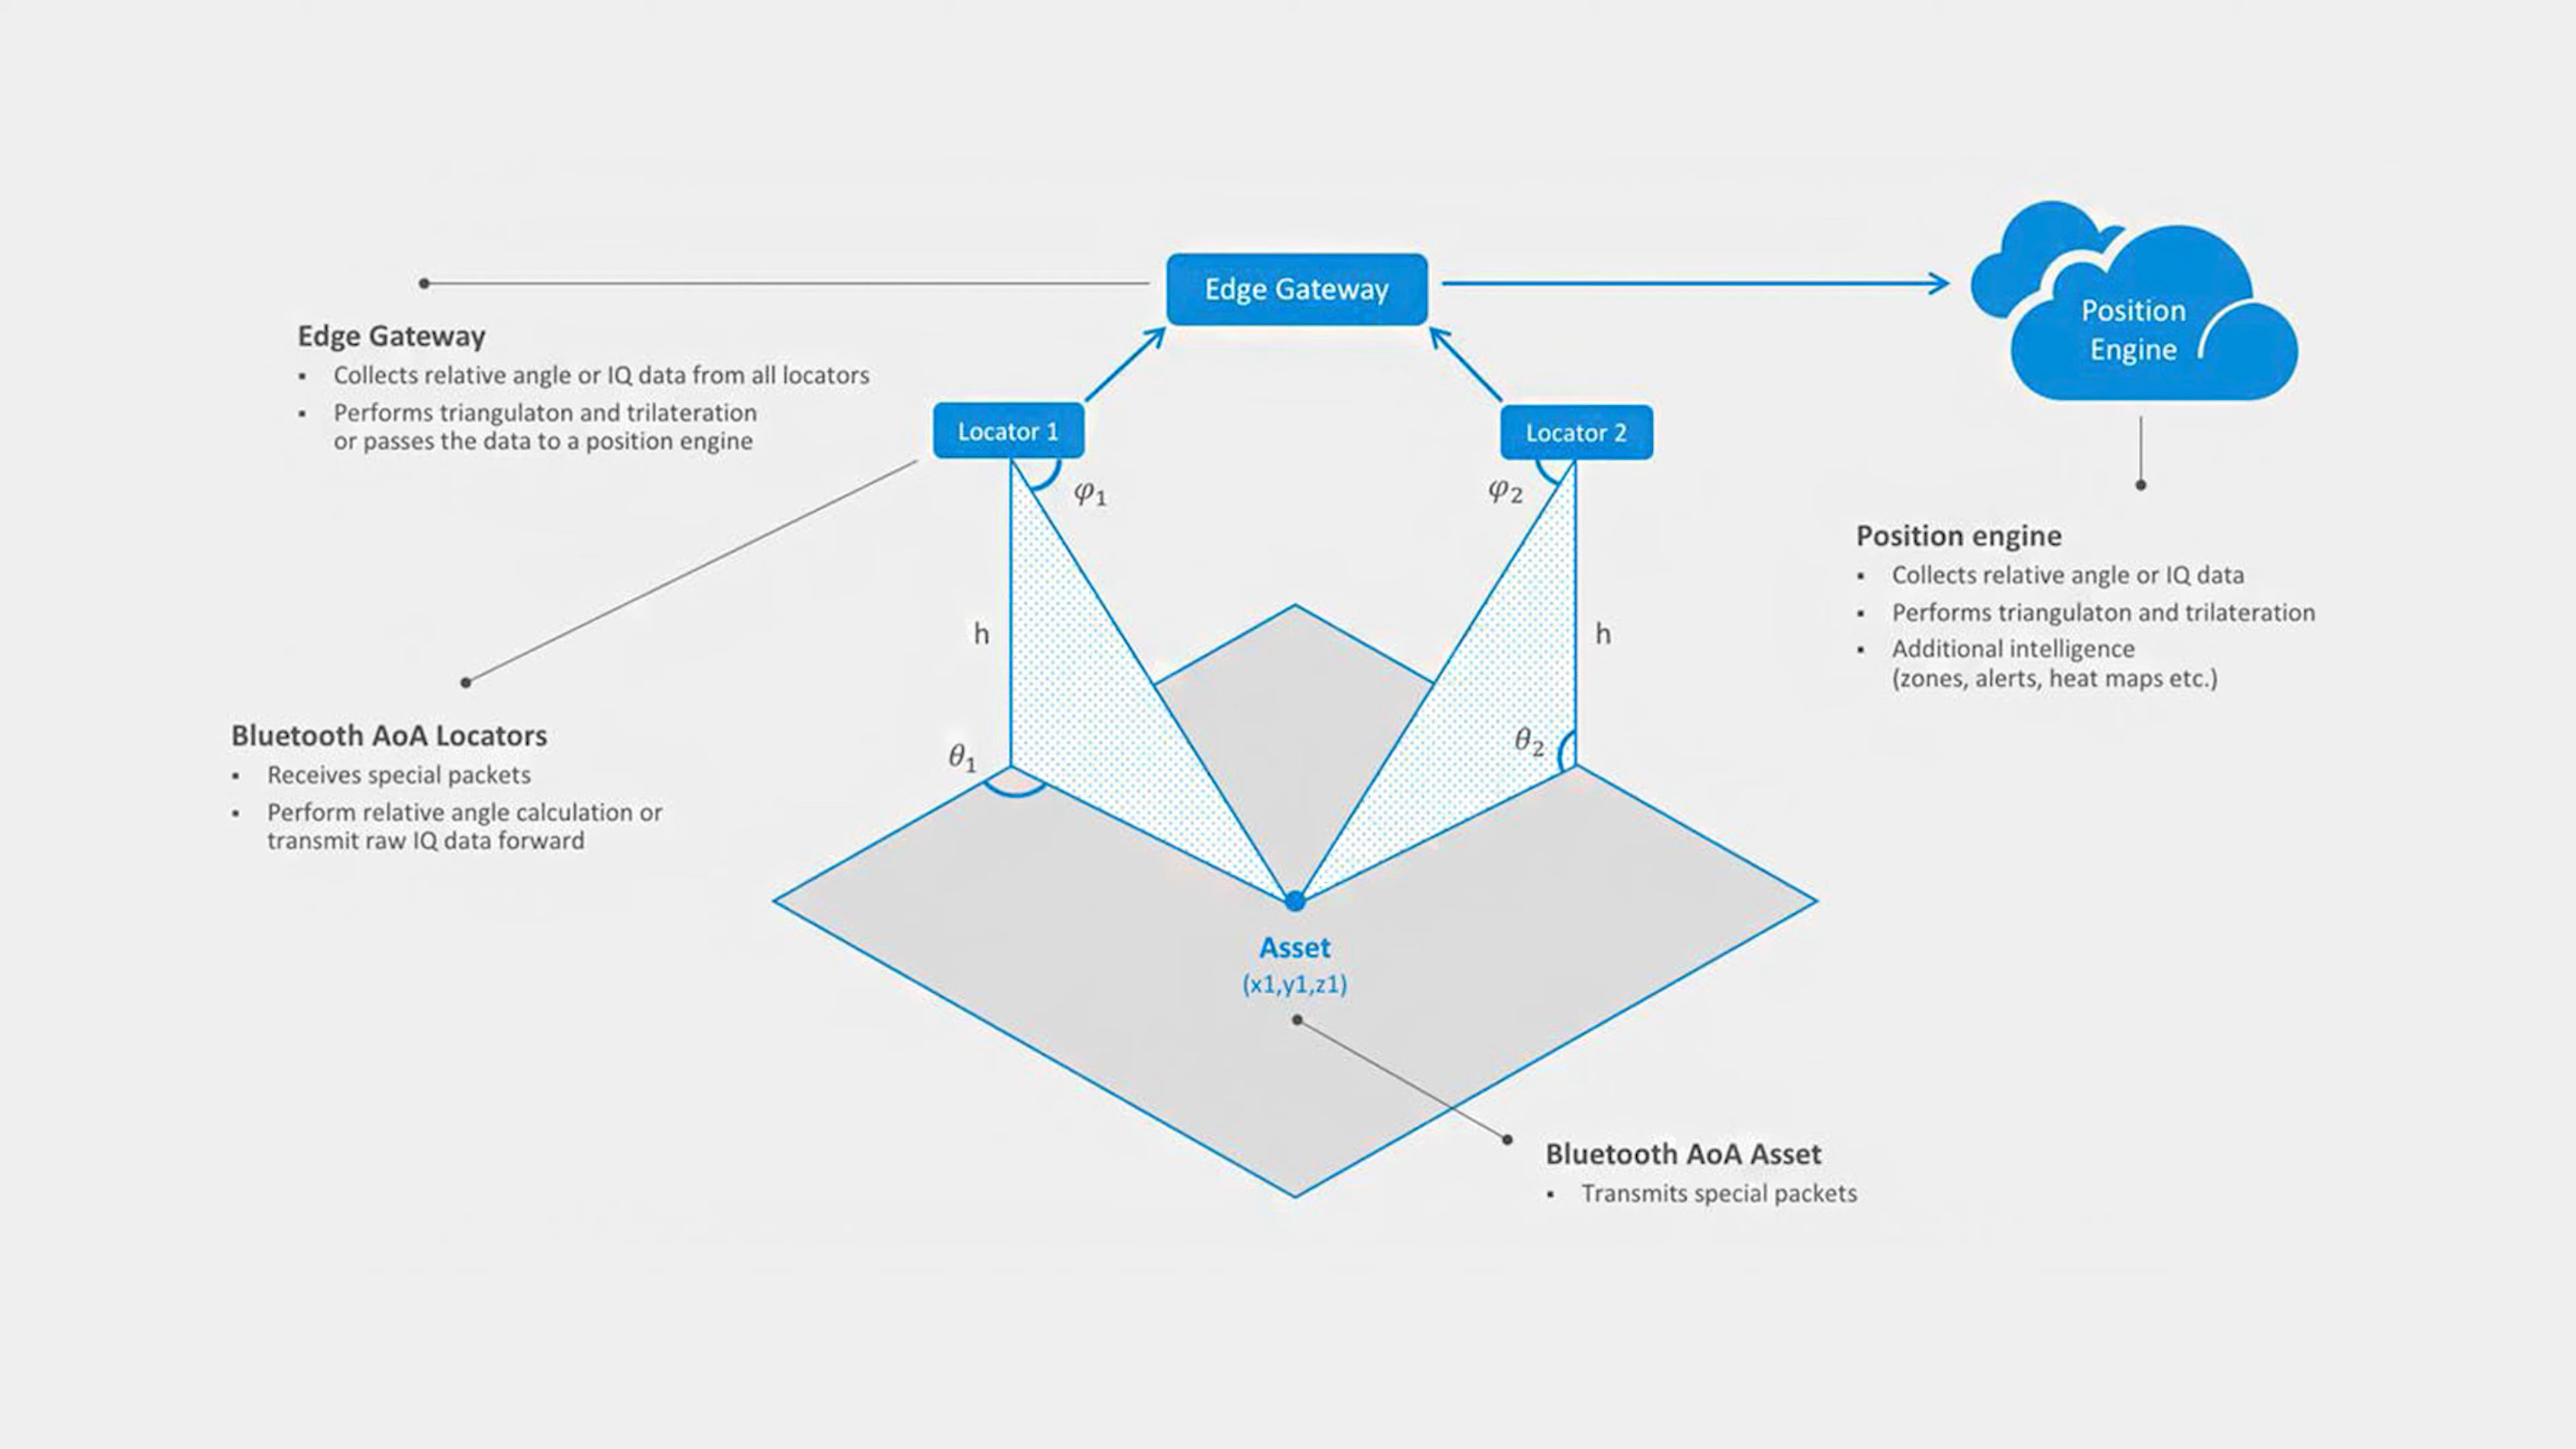 Edge Gateway
Position
Engine
Edge Gateway
▪ Collects relative angle or IQ data from all locators
▪ Performs triangulaton and trilateration
or passes the data to a position engine
Locator 1
Locator 2
φ1
φ2
Position engine
▪ Collects relative angle or IQ data
▪ Performs triangulaton and trilateration
▪ Additional intelligence
(zones, alerts, heat maps etc.)
h
h
Bluetooth AoA Locators
▪ Receives special packets
▪ Perform relative angle calculation or
transmit raw IQ data forward
θ1
θ2
Asset
(x1,y1,z1)
Bluetooth AoA Asset
▪ Transmits special packets